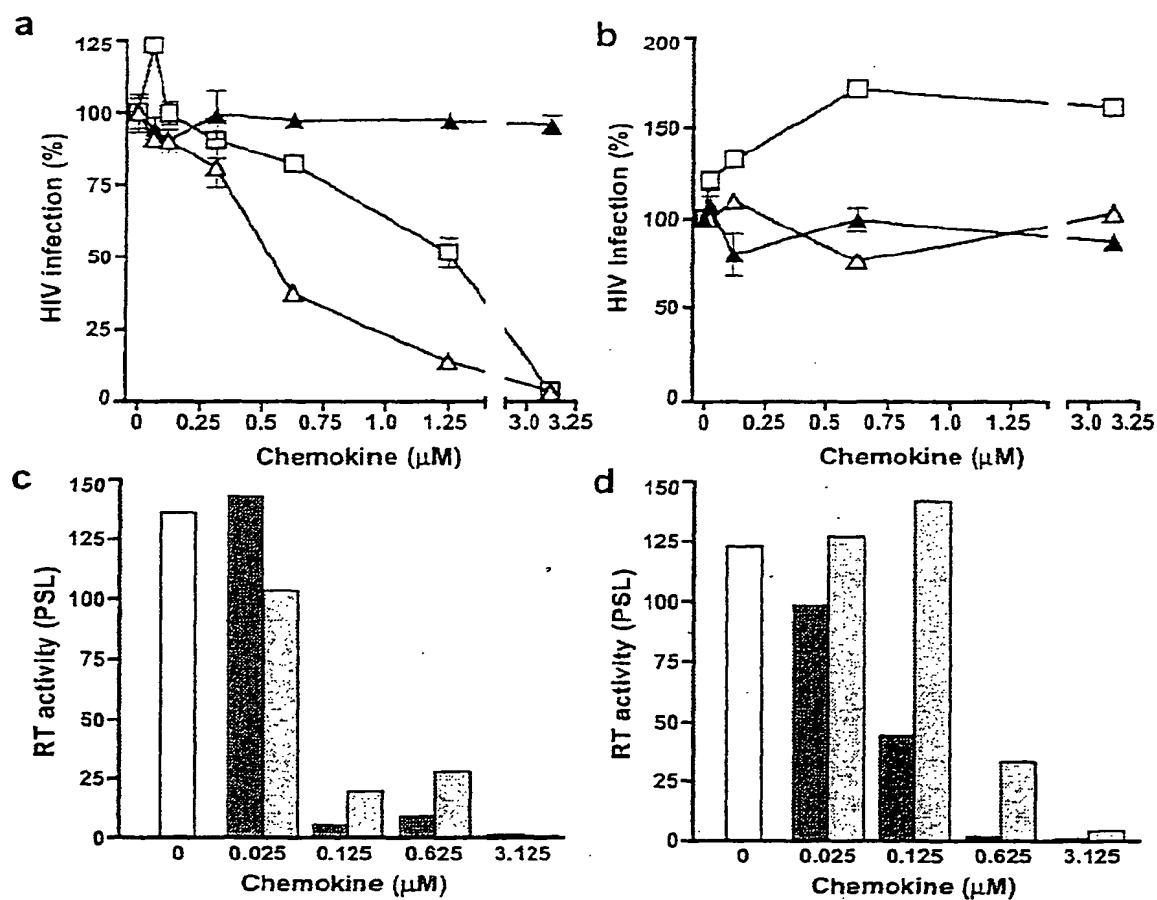 a
125
100
75
50
25
0
HIV infection (%)
0 0.25 0.5 0.75 1.0 1.25 3.0 3.25
Chemokine (μM)
b
200
150
100
50
0
HIV Infection (%)
0 0.25 0.5 0.75 1.0 1.25 3.0 3.25
Chemokine (μM)
c
150
125
100
75
50
25
0
RT activity (PSL)
0 0.025 0.125 0.625 3.125
Chemokine (μM)
d
150
125
100
75
50
25
0
RT activity (PSL)
0 0.025 0.125 0.625 3.125
Chemokine (μM)